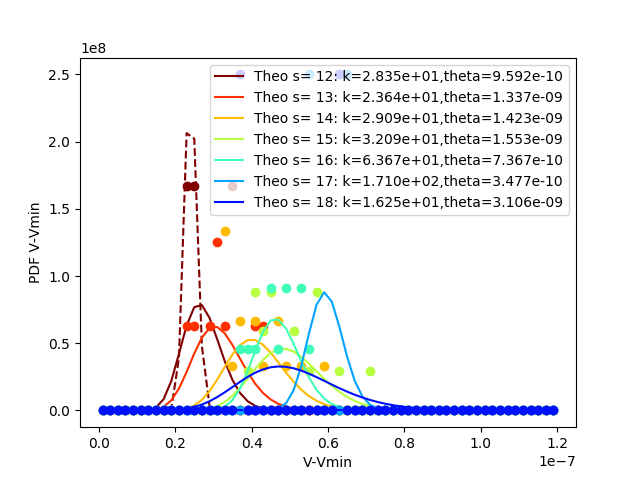 1e8
2.5
2.0
1.5
1.0
0.5
0.0
PDF V-Vmin
Theo s= 12: k=2.835e+01,theta=9.592e-10
Theo s= 13: k=2.364e+01,theta=1.337e-09
Theo s= 14: k=2.909e+01,theta=1.423e-09
Theo s= 15: k=3.209e+01,theta=1.553e-09
Theo s= 16: k=6.367e+01,theta=7.367e-10
Theo s= 17: k=1.710e+02,theta=3.477e-10
Theo s= 18: k=1.625e+01,theta=3.106e-09
0.0 0.2 0.4 0.6 0.8 1.0 1.2
1e−7
V-Vmin